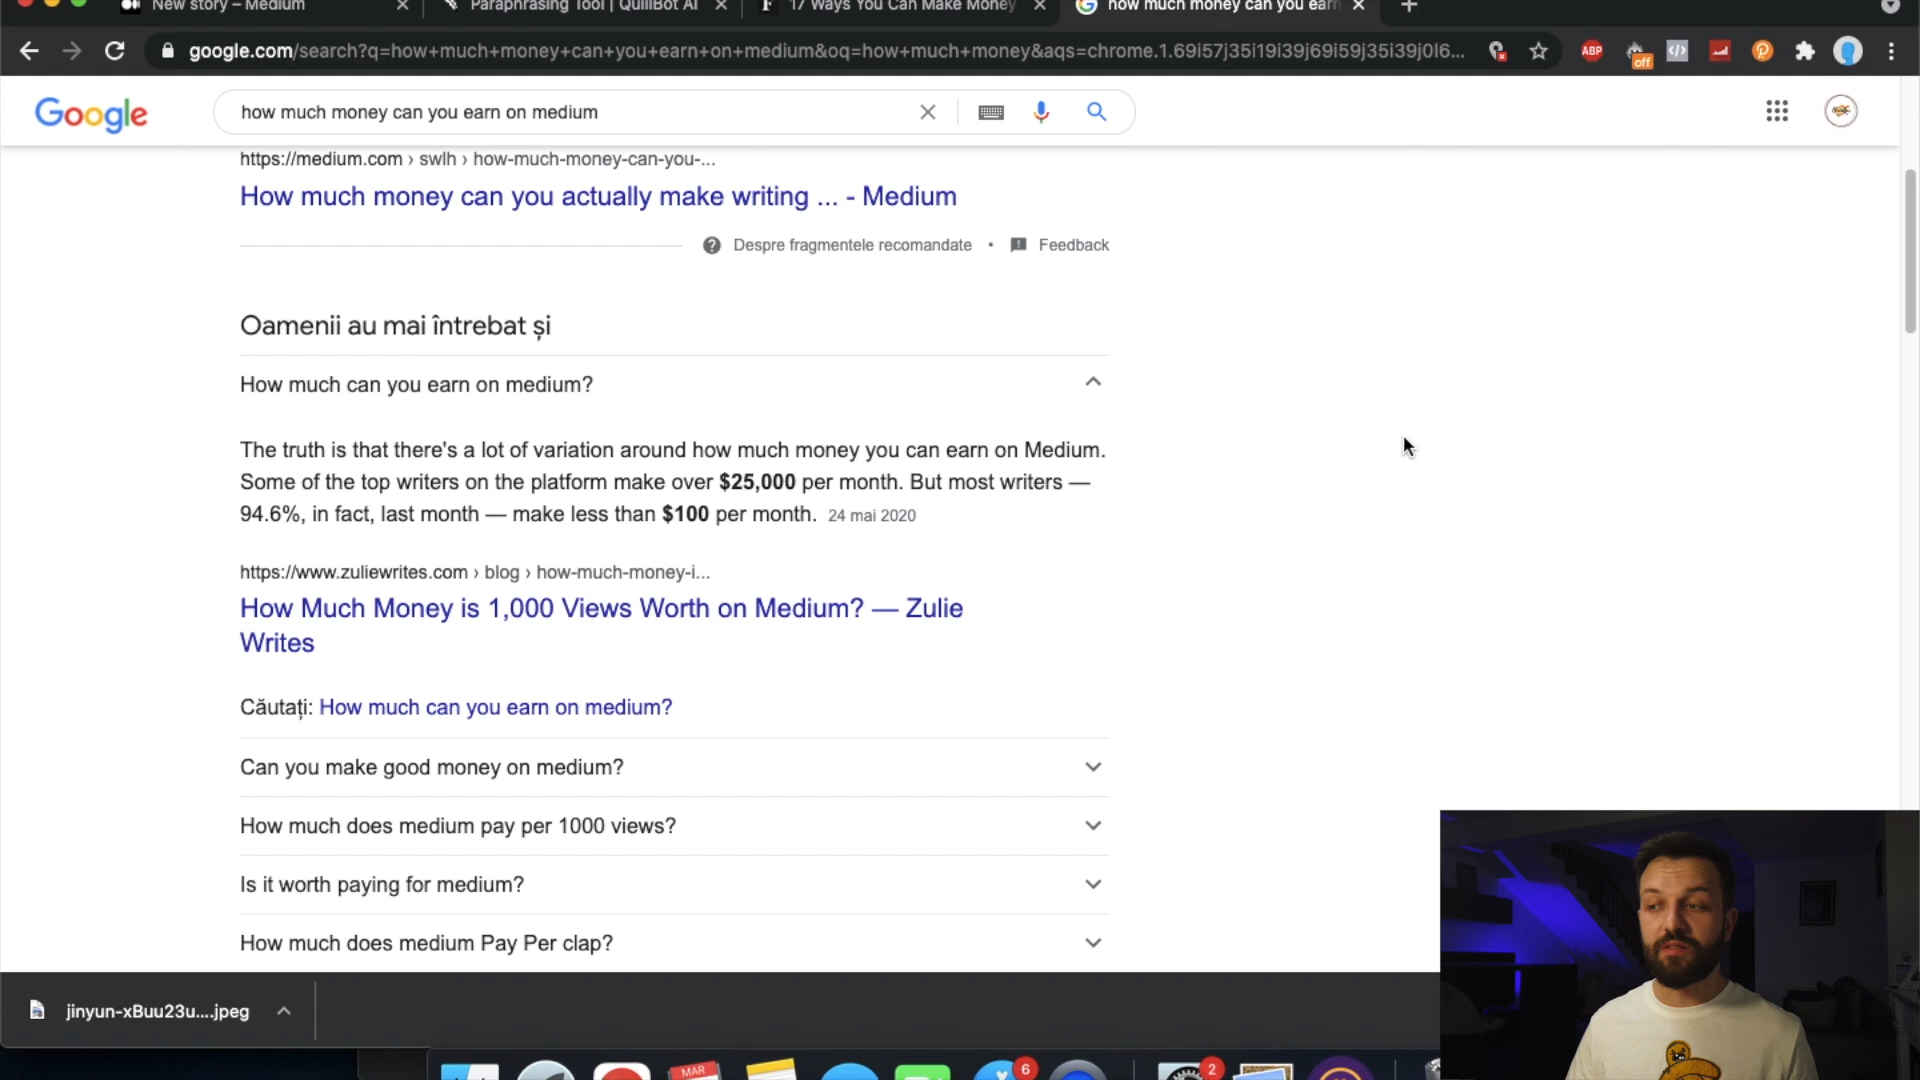 New story – Medium
Paraphrasing Tool | QuillBot AI
17 Ways You Can Make Money
how much money can you earn
google.com/search?q=how+much+money+can+you+earn+on+medium&oq=how+much+money&aqs=chrome.1.69i57j35i19i39j69i59j35i39j0l6...
ABP
off
Google
how much money can you earn on medium
https://medium.com › swlh › how-much-money-can-you-...
How much money can you actually make writing ... - Medium
Despre fragmentele recomandate • Feedback
Oamenii au mai întrebat și
How much can you earn on medium?
The truth is that there's a lot of variation around how much money you can earn on Medium.
Some of the top writers on the platform make over $25,000 per month. But most writers —
94.6%, in fact, last month — make less than $100 per month. 24 mai 2020
https://www.zuliewrites.com › blog › how-much-money-i...
How Much Money is 1,000 Views Worth on Medium? — Zulie
Writes
Căutați: How much can you earn on medium?
Can you make good money on medium?
How much does medium pay per 1000 views?
Is it worth paying for medium?
How much does medium Pay Per clap?
jinyun-xBuu23u....jpeg
MAR
6
2